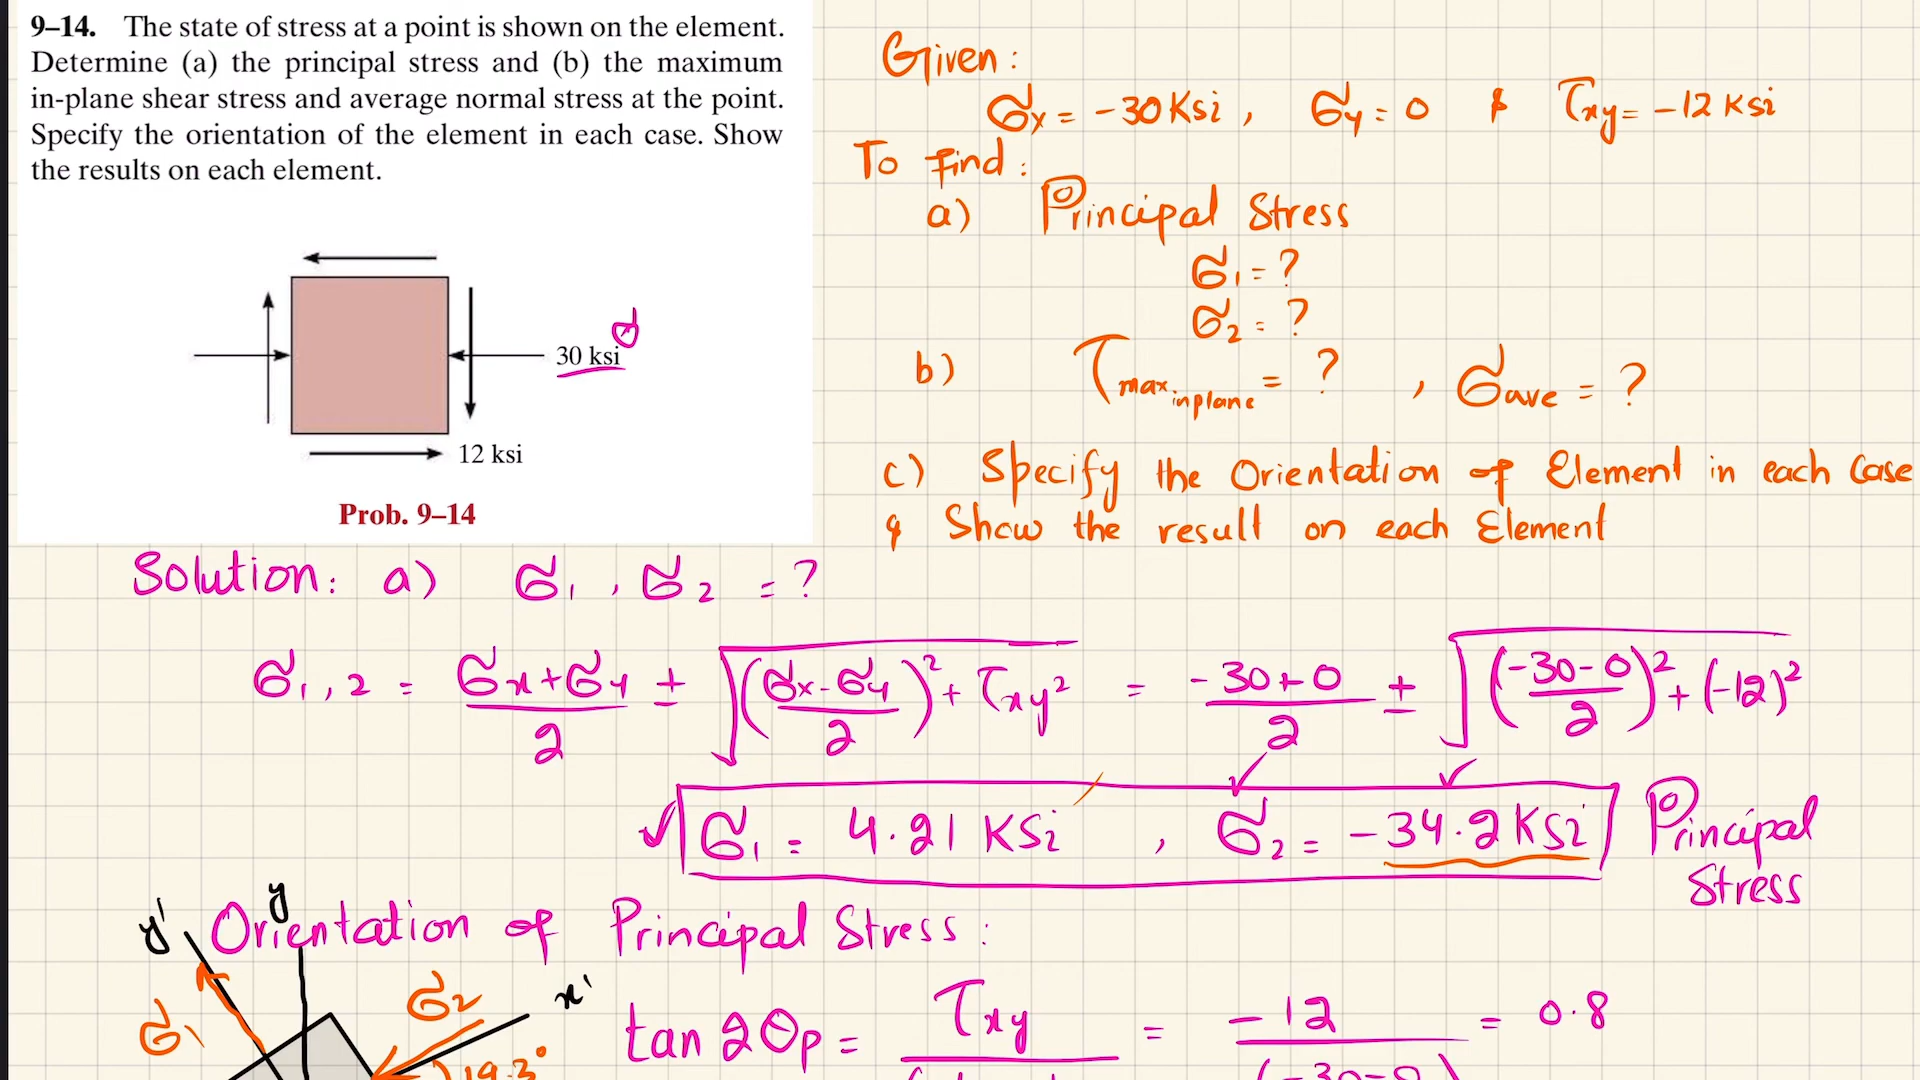 9–14. The state of stress at a point is shown on the element.
Determine (a) the principal stress and (b) the maximum
in-plane shear stress and average normal stress at the point.
Specify the orientation of the element in each case. Show
the results on each element.
30 ksi
σ
12 ksi
Prob. 9–14
Given:
σx = -30 Ksi, σy = 0 & τxy = -12 Ksi
To find:
a) Principal Stress
σ1 = ?
σ2 = ?
b) τmax inplane = ? , σave = ?
c) Specify the Orientation of Element in each Case
& Show the result on each Element
Solution: a) σ1, σ2 = ?
σ1,2 = (σx+σy)/2 ± √((σx-σy)/2)² + τxy² = (-30+0)/2 ± √((-30-0)/2)² + (-12)²
σ1 = 4.21 KSi , σ2 = -34.2 KSi Principal
Stress
Orientation of Principal Stress:
y'
y
σ1
σ2
x'
19.3°
tan 2θp = τxy = -12 = 0.8
(-30-0)